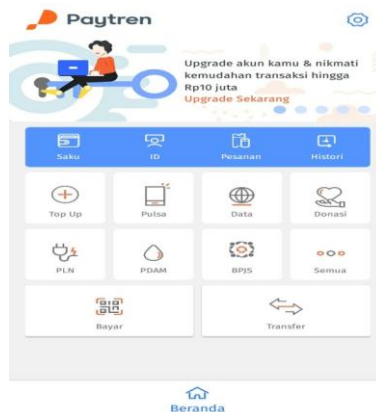 Paytren
Upgrade akun kamu & nikmati
kemudahan transaksi hingga
Rp10 juta
Upgrade Sekarang
Saku ID Pesanan Histori
Top Up Pulsa Data Donasi
PLN PDAM BPJS Semua
Bayar Transfer
Beranda